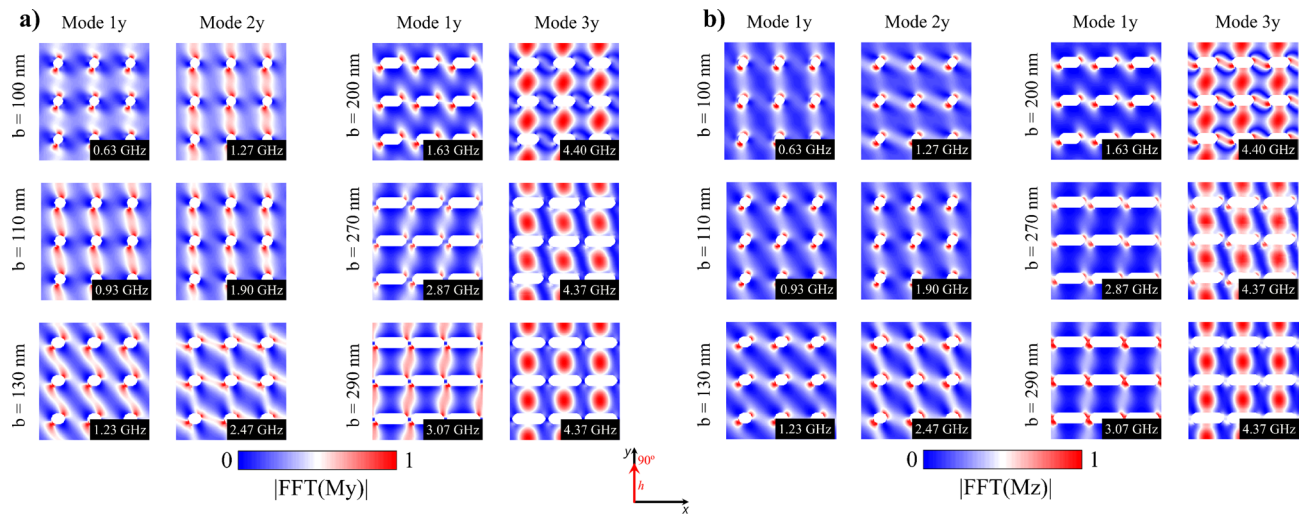 a)
Mode 1y Mode 2y Mode 1y Mode 3y
b = 100 nm 0.63 GHz 1.27 GHz b = 200 nm 1.63 GHz 4.40 GHz
b = 110 nm 0.93 GHz 1.90 GHz b = 270 nm 2.87 GHz 4.37 GHz
b = 130 nm 1.23 GHz 2.47 GHz b = 290 nm 3.07 GHz 4.37 GHz
0 1
|FFT(My)|
y 90°
h
x
b)
Mode 1y Mode 2y Mode 1y Mode 3y
b = 100 nm 0.63 GHz 1.27 GHz b = 200 nm 1.63 GHz 4.40 GHz
b = 110 nm 0.93 GHz 1.90 GHz b = 270 nm 2.87 GHz 4.37 GHz
b = 130 nm 1.23 GHz 2.47 GHz b = 290 nm 3.07 GHz 4.37 GHz
0 1
|FFT(Mz)|